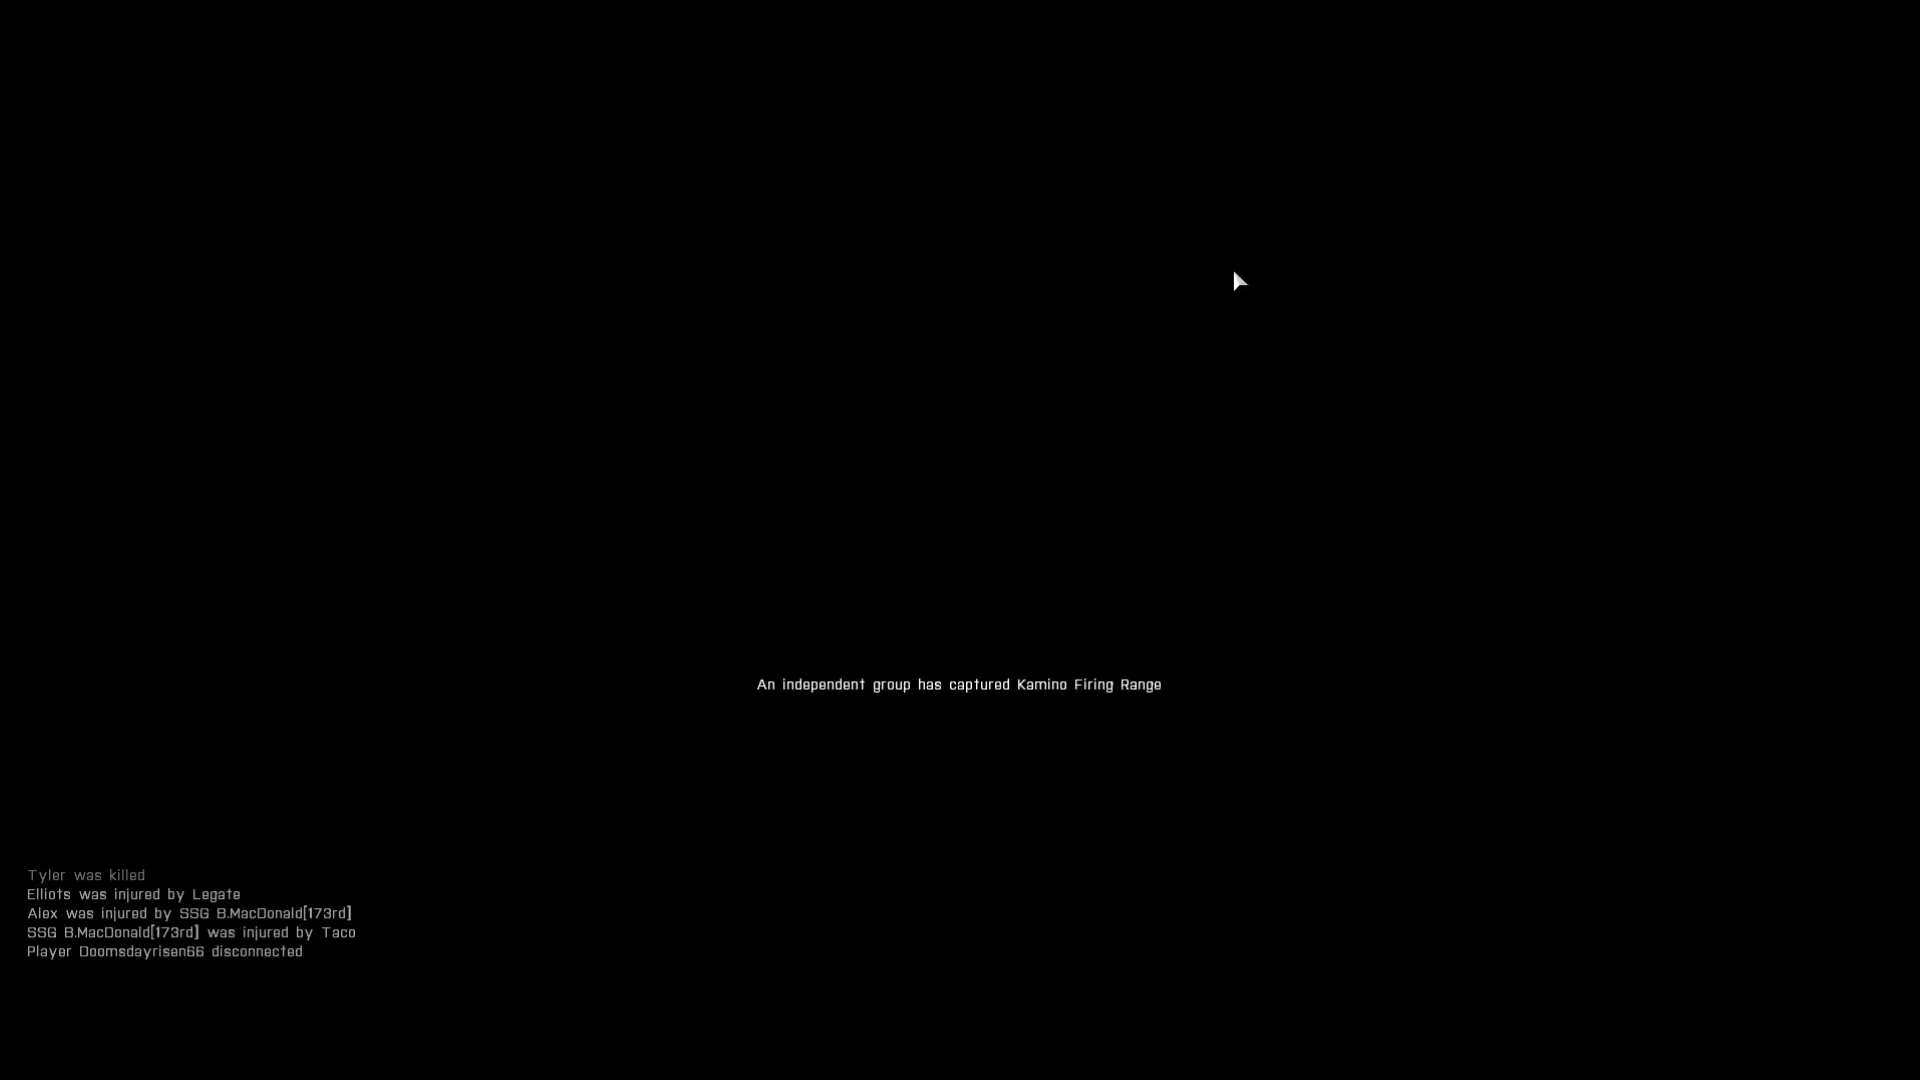 An independent group has captured Kamino Firing Range
Tyler was killed
Elliots was injured by Legate
Alex was injured by SSG B.MacDonald[173rd]
SSG B.MacDonald[173rd] was injured by Taco
Player Doomsdayrisen66 disconnected